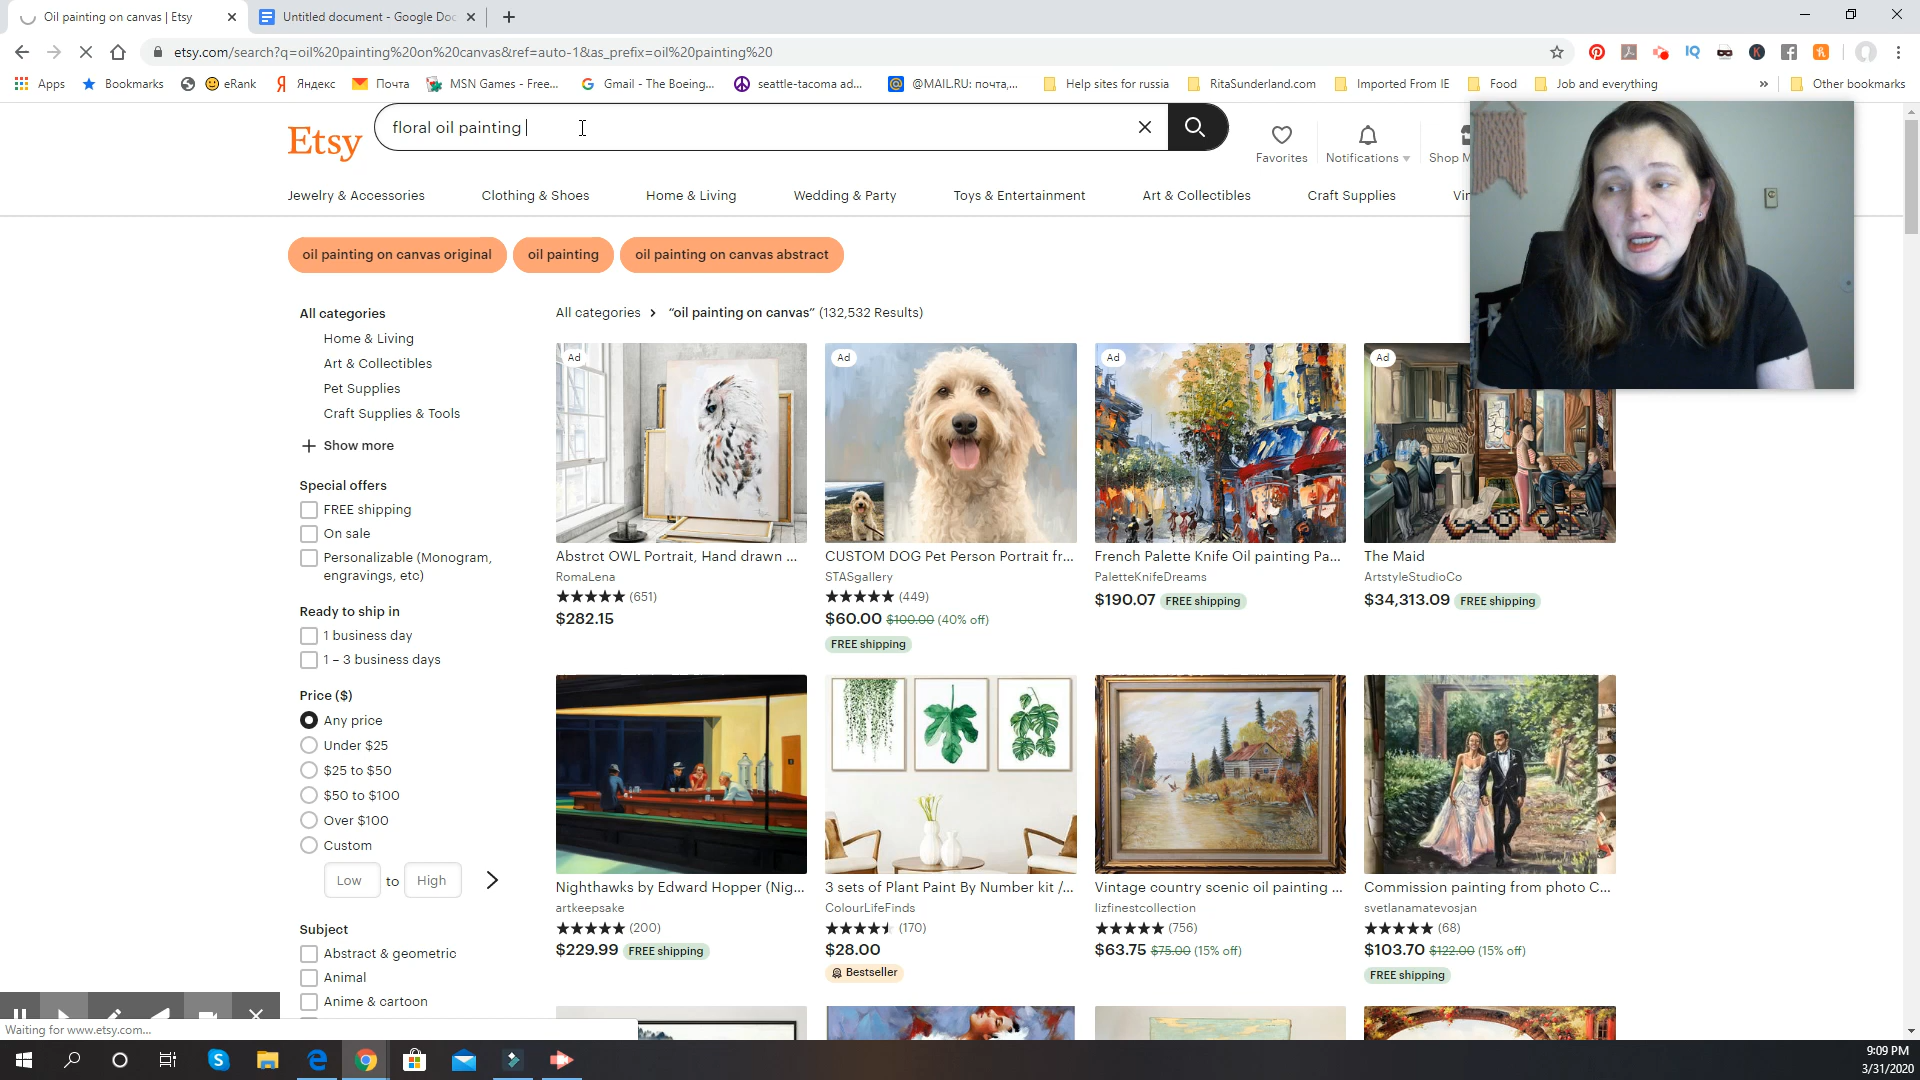 Oil painting on canvas | Etsy
Untitled document - Google Doc
etsy.com/search?q=oil%20painting%20on%20canvas&ref=auto-1&as_prefix=oil%20painting%20
Apps
Bookmarks
eRank
Яндекс
Почта
MSN Games - Free...
Gmail - The Boeing...
seattle-tacoma ad...
@MAIL.RU: почта,...
Help sites for russia
RitaSunderland.com
Imported From IE
Food
Job and everything
»
Other bookmarks
Etsy
floral oil painting
Favorites
Notifications
Shop M
Jewelry & Accessories
Clothing & Shoes
Home & Living
Wedding & Party
Toys & Entertainment
Art & Collectibles
Craft Supplies
Vin
oil painting on canvas original
oil painting
oil painting on canvas abstract
All categories
Home & Living
Art & Collectibles
Pet Supplies
Craft Supplies & Tools
Show more
Special offers
FREE shipping
On sale
Personalizable (Monogram,
engravings, etc)
Ready to ship in
1 business day
1 – 3 business days
Price ($)
Any price
Under $25
$25 to $50
$50 to $100
Over $100
Custom
Low to High
Subject
Abstract & geometric
Animal
Anime & cartoon
All categories > “oil painting on canvas” (132,532 Results)
Ad
Abstrct OWL Portrait, Hand drawn ...
RomaLena
(651)
$282.15
Ad
CUSTOM DOG Pet Person Portrait fr...
STASgallery
(449)
$60.00 $100.00 (40% off)
FREE shipping
Ad
French Palette Knife Oil painting Pa...
PaletteKnifeDreams
$190.07 FREE shipping
Ad
The Maid
ArtstyleStudioCo
$34,313.09 FREE shipping
Nighthawks by Edward Hopper (Nig...
artkeepsake
(200)
$229.99 FREE shipping
3 sets of Plant Paint By Number kit /...
ColourLifeFinds
(170)
$28.00
Bestseller
Vintage country scenic oil painting ...
lizfinestcollection
(756)
$63.75 $75.00 (15% off)
Commission painting from photo C...
svetlanamatevosjan
(68)
$103.70 $122.00 (15% off)
FREE shipping
Waiting for www.etsy.com...
9:09 PM
3/31/2020